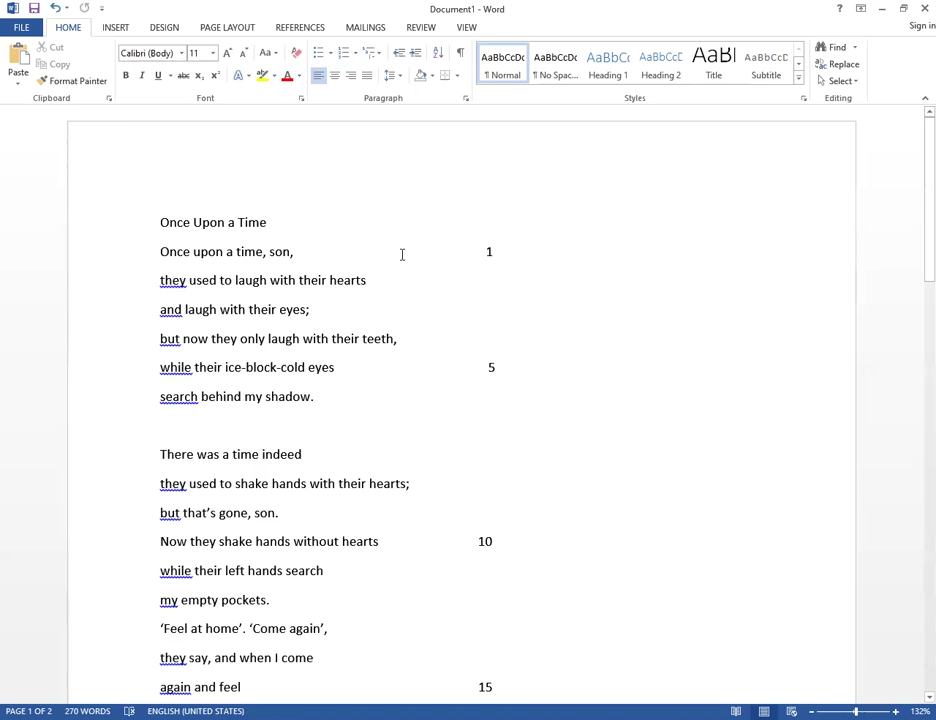 Document1 - Word
? 
FILE HOME INSERT DESIGN PAGE LAYOUT REFERENCES MAILINGS REVIEW VIEW Sign in
Paste
Cut
Copy
Format Painter
Clipboard
Calibri (Body) 11
Font
Paragraph
AaBbCcDc AaBbCcDc AaBbCc AaBbCcC AaBl AaBbCcC
¶ Normal ¶ No Spac... Heading 1 Heading 2 Title Subtitle
Styles
Find
Replace
Select
Editing
Once Upon a Time
Once upon a time, son, 1
they used to laugh with their hearts
and laugh with their eyes;
but now they only laugh with their teeth,
while their ice-block-cold eyes 5
search behind my shadow.
There was a time indeed
they used to shake hands with their hearts;
but that’s gone, son.
Now they shake hands without hearts 10
while their left hands search
my empty pockets.
‘Feel at home’. ‘Come again’,
they say, and when I come
again and feel 15
PAGE 1 OF 2 270 WORDS ENGLISH (UNITED STATES) 132%